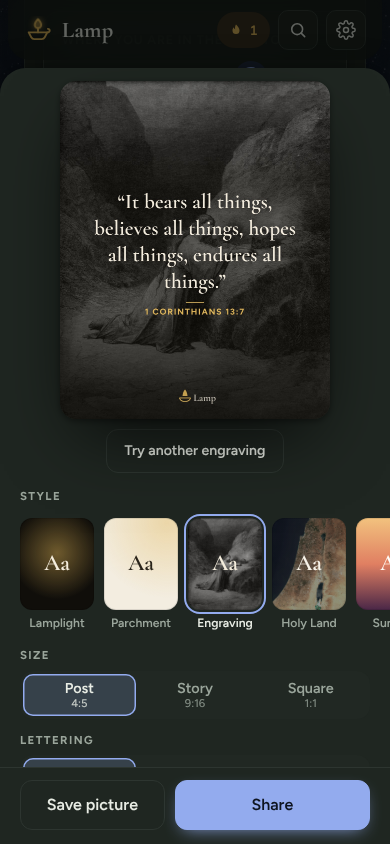 Lamp
1
“It bears all things,
believes all things, hopes
all things, endures all
things.”
1 CORINTHIANS 13:7
Lamp
Try another engraving
STYLE
Aa
Aa
Aa
Aa
Lamplight
Parchment
Engraving
Holy Land
SIZE
Post
Story
Square
4:5
9:16
1:1
LETTERING
Save picture
Share